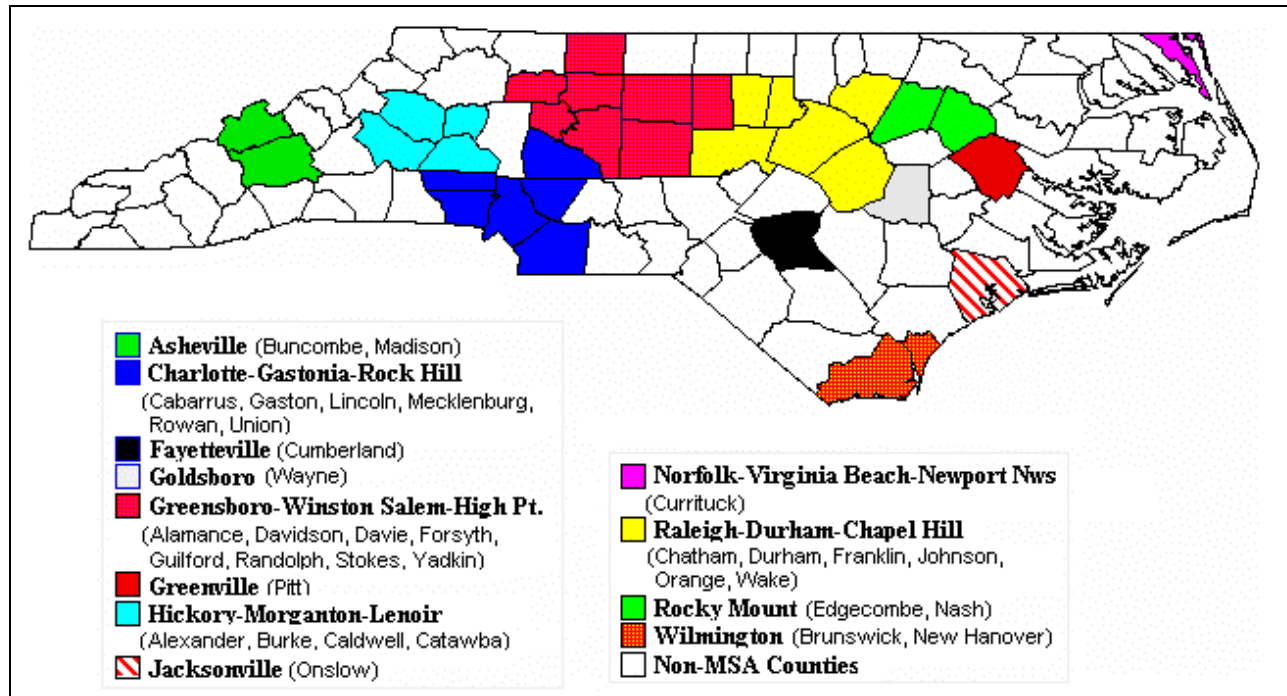 Asheville (Buncombe, Madison)
Charlotte-Gastonia-Rock Hill
(Cabarrus, Gaston, Lincoln, Mecklenburg,
Rowan, Union)
Fayetteville (Cumberland)
Goldsboro (Wayne)
Greensboro-Winston Salem-High Pt.
(Alamance, Davidson, Davie, Forsyth,
Guilford, Randolph, Stokes, Yadkin)
Greenville (Pitt)
Hickory-Morganton-Lenoir
(Alexander, Burke, Caldwell, Catawba)
Jacksonville (Onslow)
Norfolk-Virginia Beach-Newport Nws
(Currituck)
Raleigh-Durham-Chapel Hill
(Chatham, Durham, Franklin, Johnson,
Orange, Wake)
Rocky Mount (Edgecombe, Nash)
Wilmington (Brunswick, New Hanover)
Non-MSA Counties